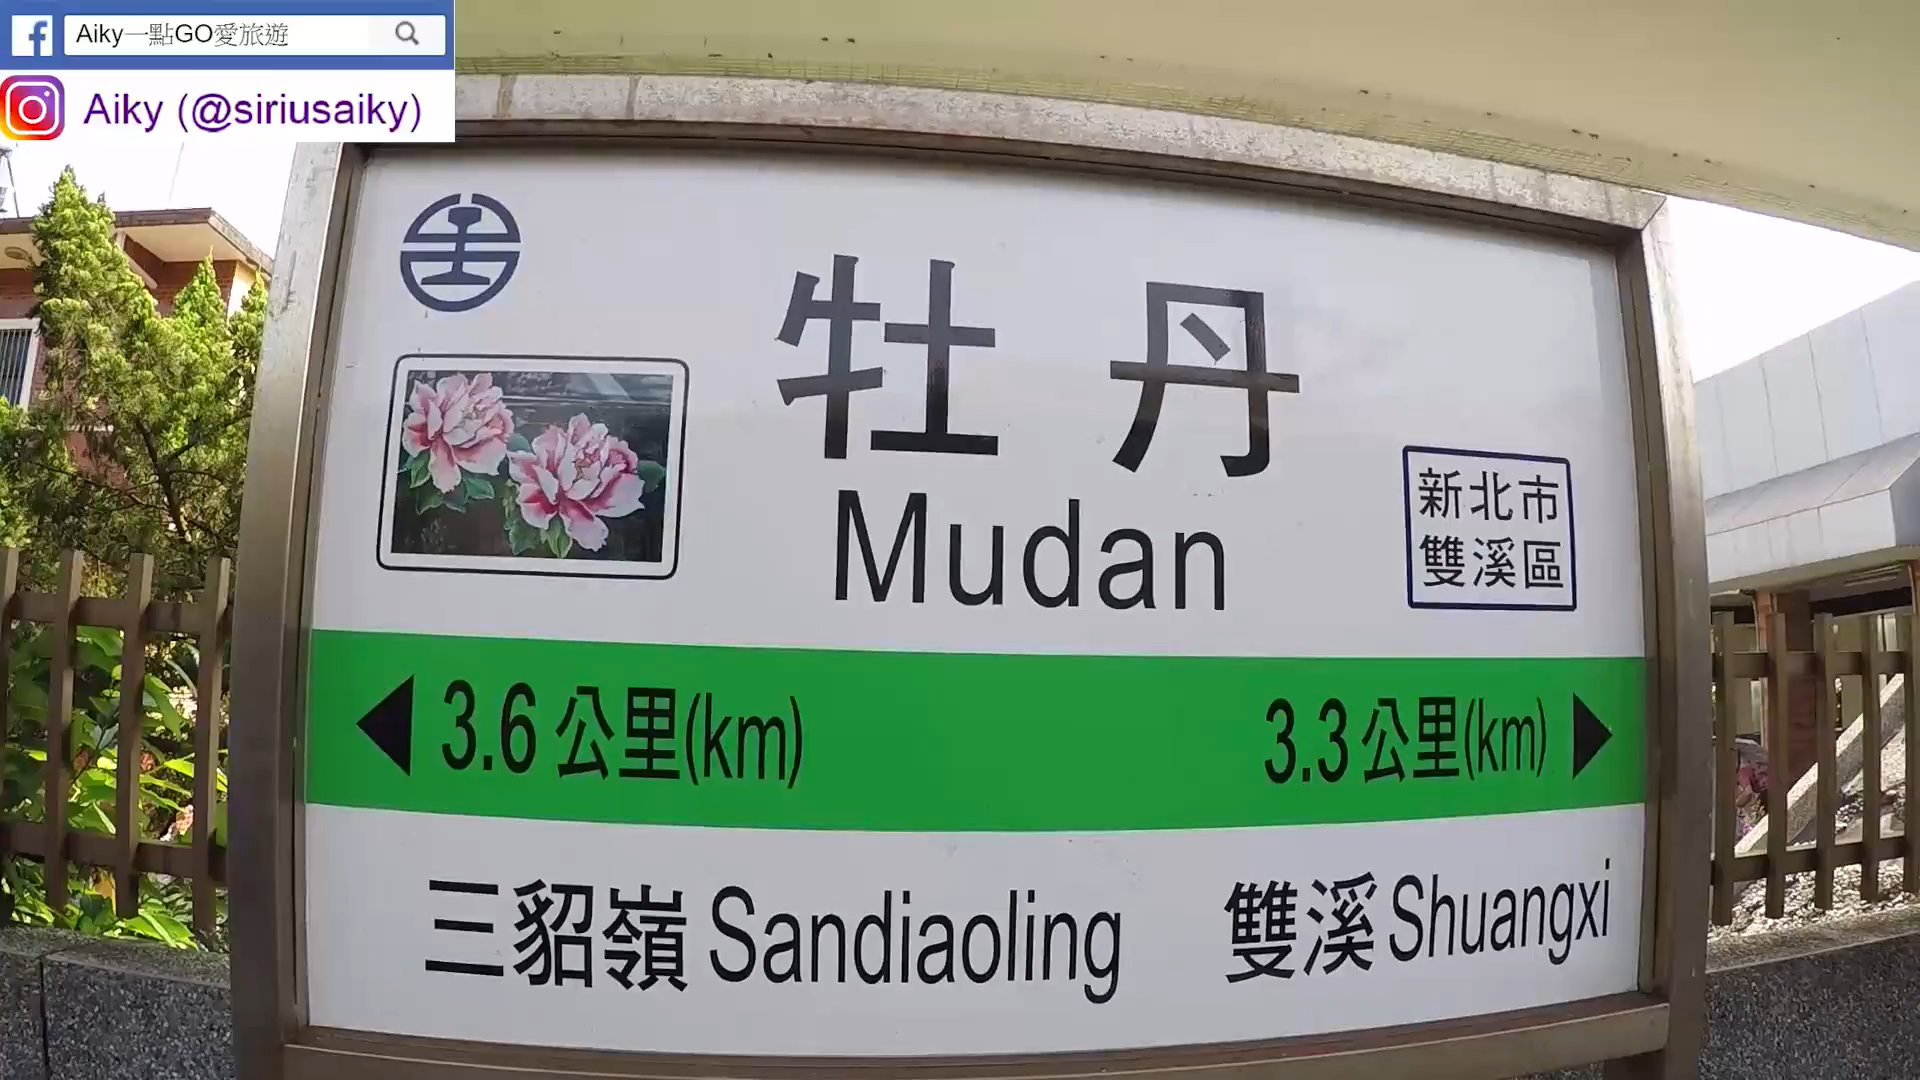 Aiky一點GO愛旅遊
Aiky (@siriusaiky)
牡丹
Mudan
新北市
雙溪區
3.6公里(km)
3.3公里(km)
三貂嶺 Sandiaoling
雙溪 Shuangxi